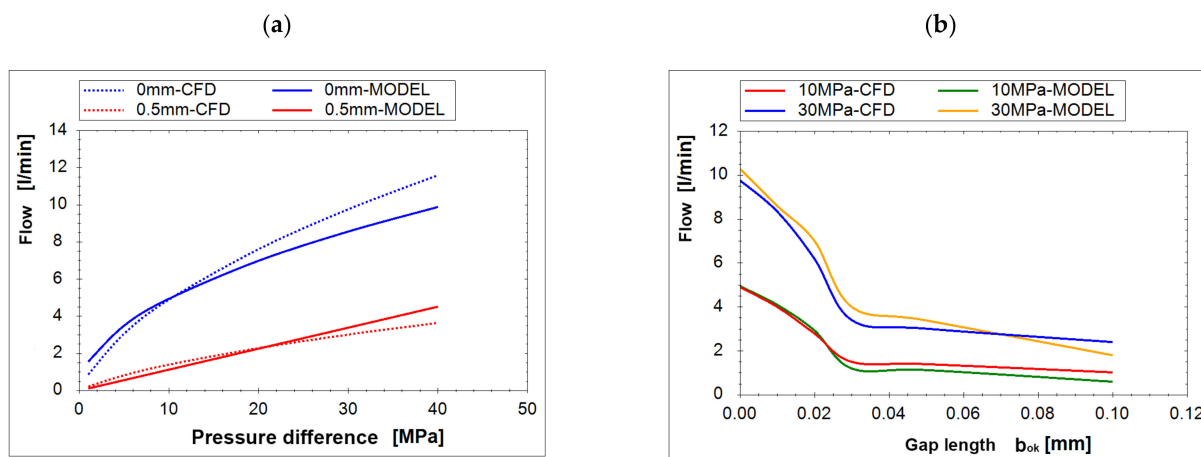 (a)
0mm-CFD 0mm-MODEL
0.5mm-CFD 0.5mm-MODEL
14
12
10
8
6
4
2
0
Flow [l/min]
0 10 20 30 40 50
Pressure difference [MPa]
(b)
10MPa-CFD 10MPa-MODEL
30MPa-CFD 30MPa-MODEL
12
10
8
6
4
2
0
Flow [l/min]
0.00 0.02 0.04 0.06 0.08 0.10 0.12
Gap length bok [mm]